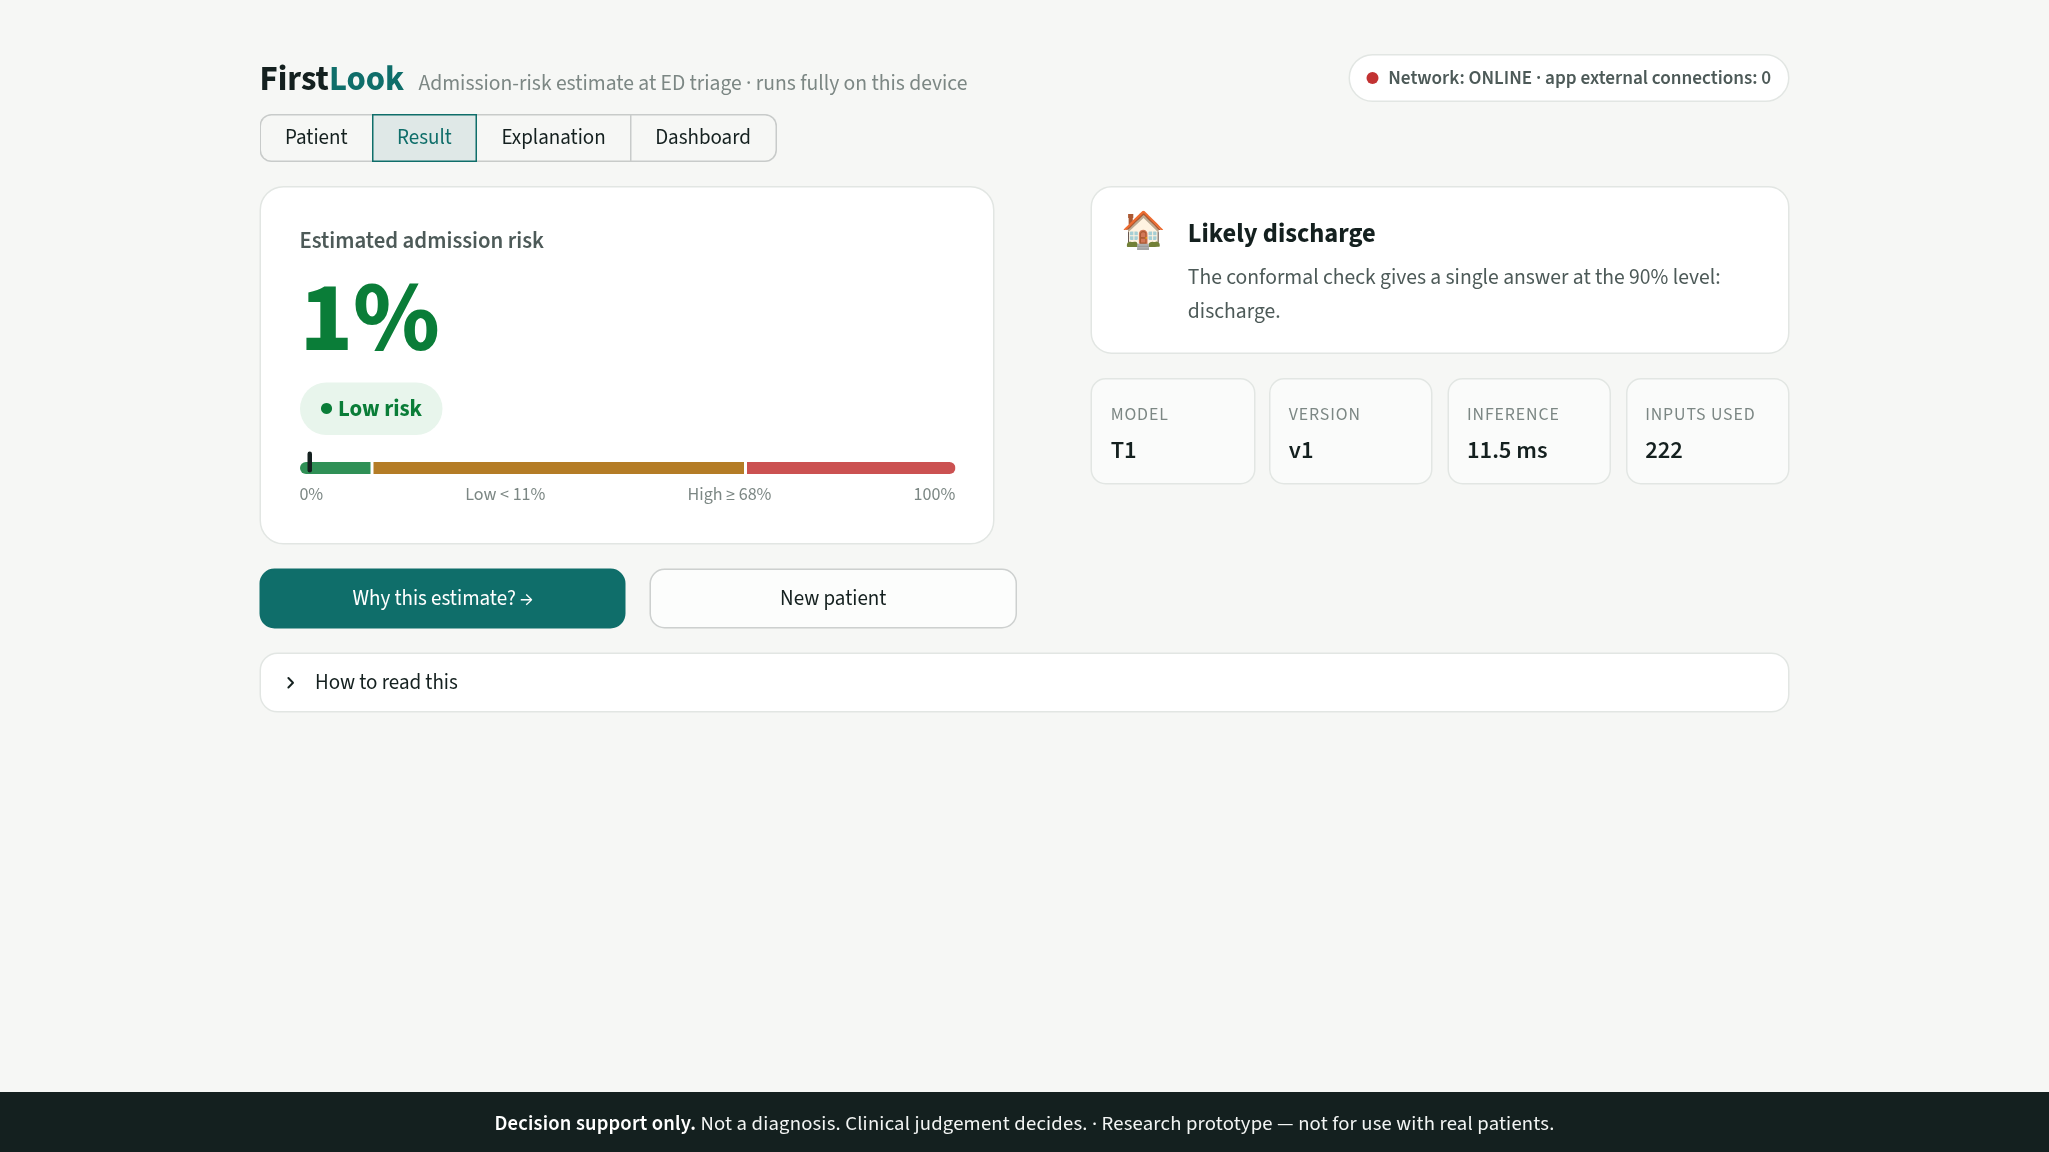 FirstLook Admission-risk estimate at ED triage · runs fully on this device
Network: ONLINE · app external connections: 0
Patient Result Explanation Dashboard
Estimated admission risk
1%
Low risk
0% Low < 11% High ≥ 68% 100%
Likely discharge
The conformal check gives a single answer at the 90% level:
discharge.
MODEL
T1
VERSION
v1
INFERENCE
11.5 ms
INPUTS USED
222
Why this estimate? →
New patient
How to read this
Decision support only. Not a diagnosis. Clinical judgement decides. · Research prototype — not for use with real patients.